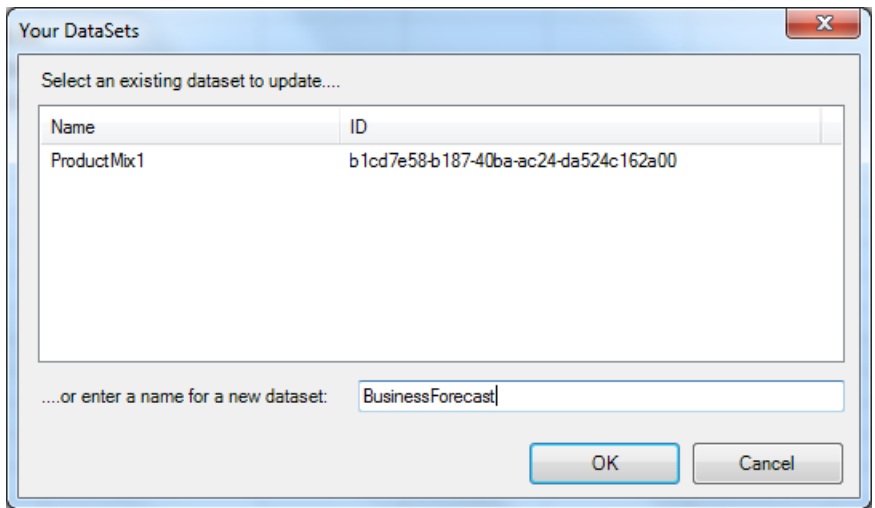 Your DataSets
Select an existing dataset to update....
Name ID
ProductMix1 b1cd7e58-b187-40ba-ac24-da524c162a00
....or enter a name for a new dataset: BusinessForecast
OK Cancel